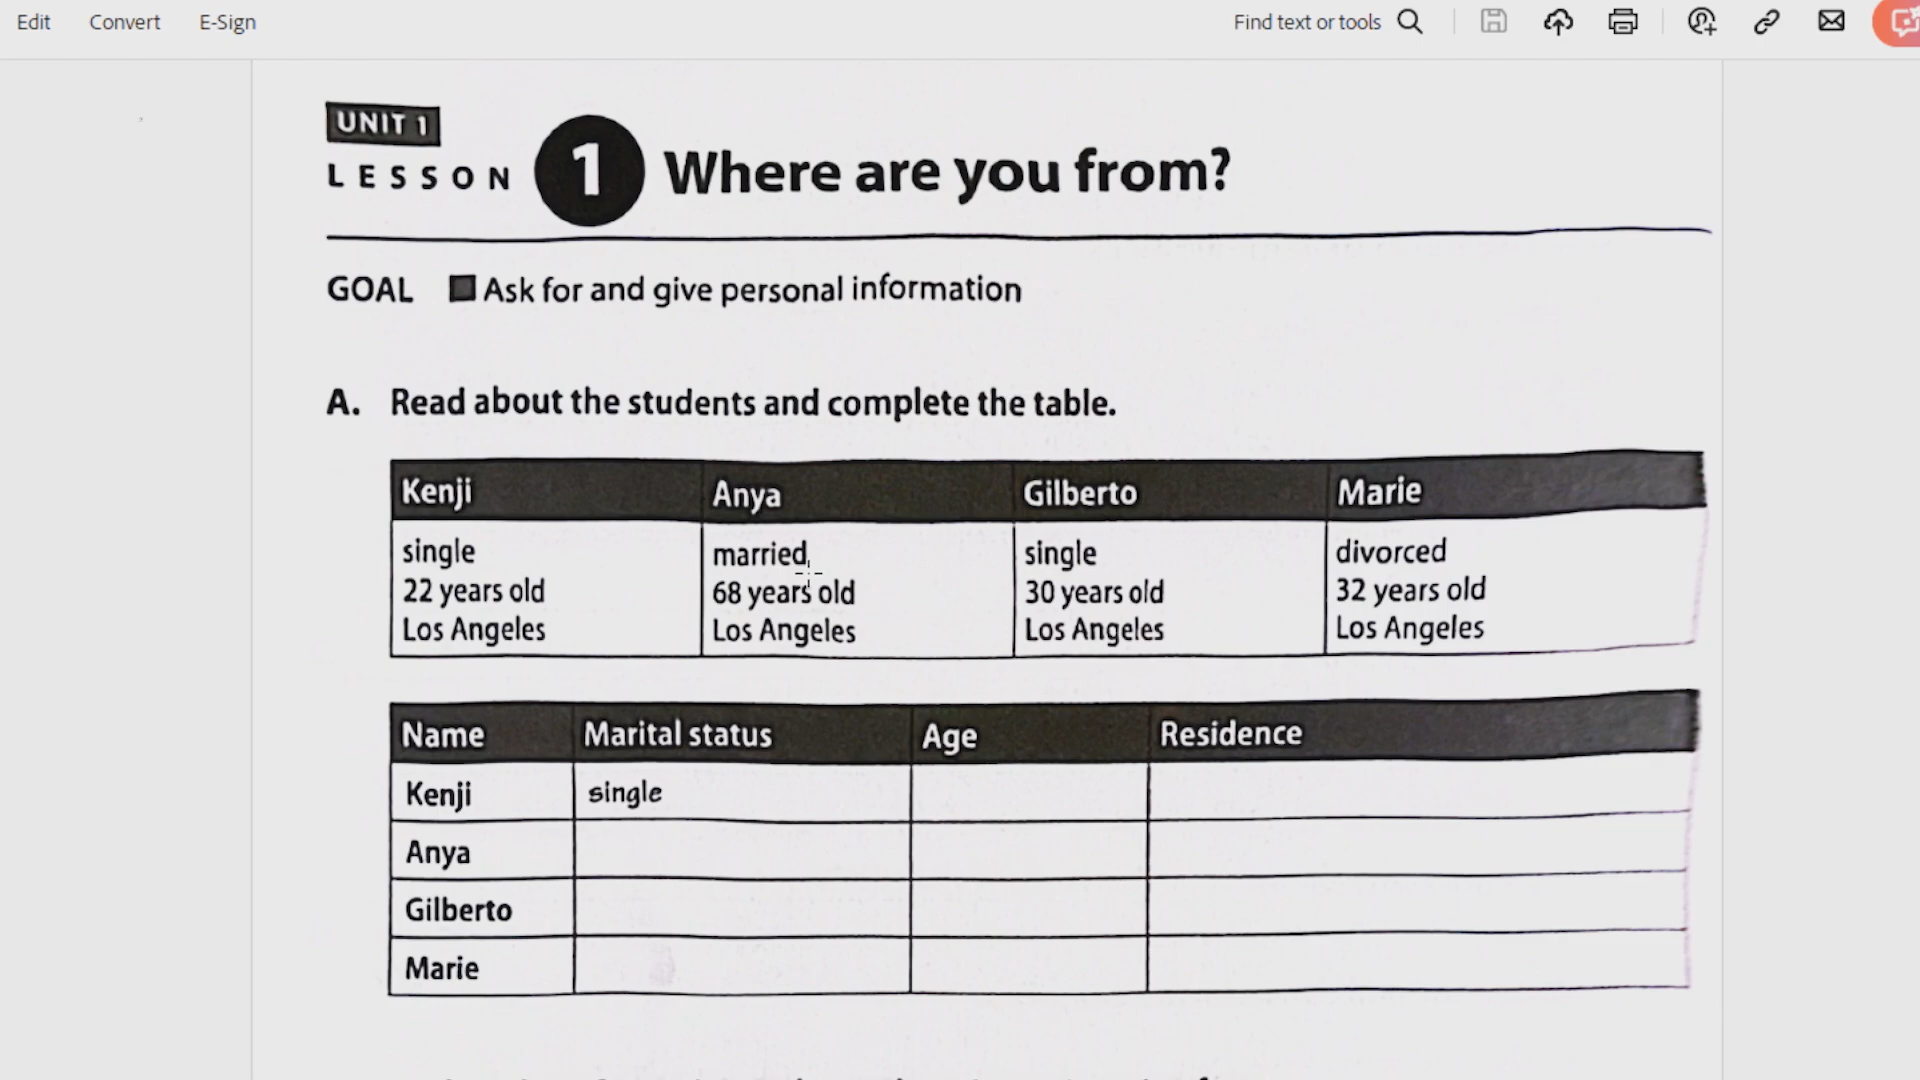 Edit Convert E-Sign Find text or tools
UNIT 1
LESSON 1 Where are you from?
GOAL Ask for and give personal information
A. Read about the students and complete the table.
Kenji Anya Gilberto Marie
single married single divorced
22 years old 68 years old 30 years old 32 years old
Los Angeles Los Angeles Los Angeles Los Angeles
Name Marital status Age Residence
Kenji single
Anya
Gilberto
Marie